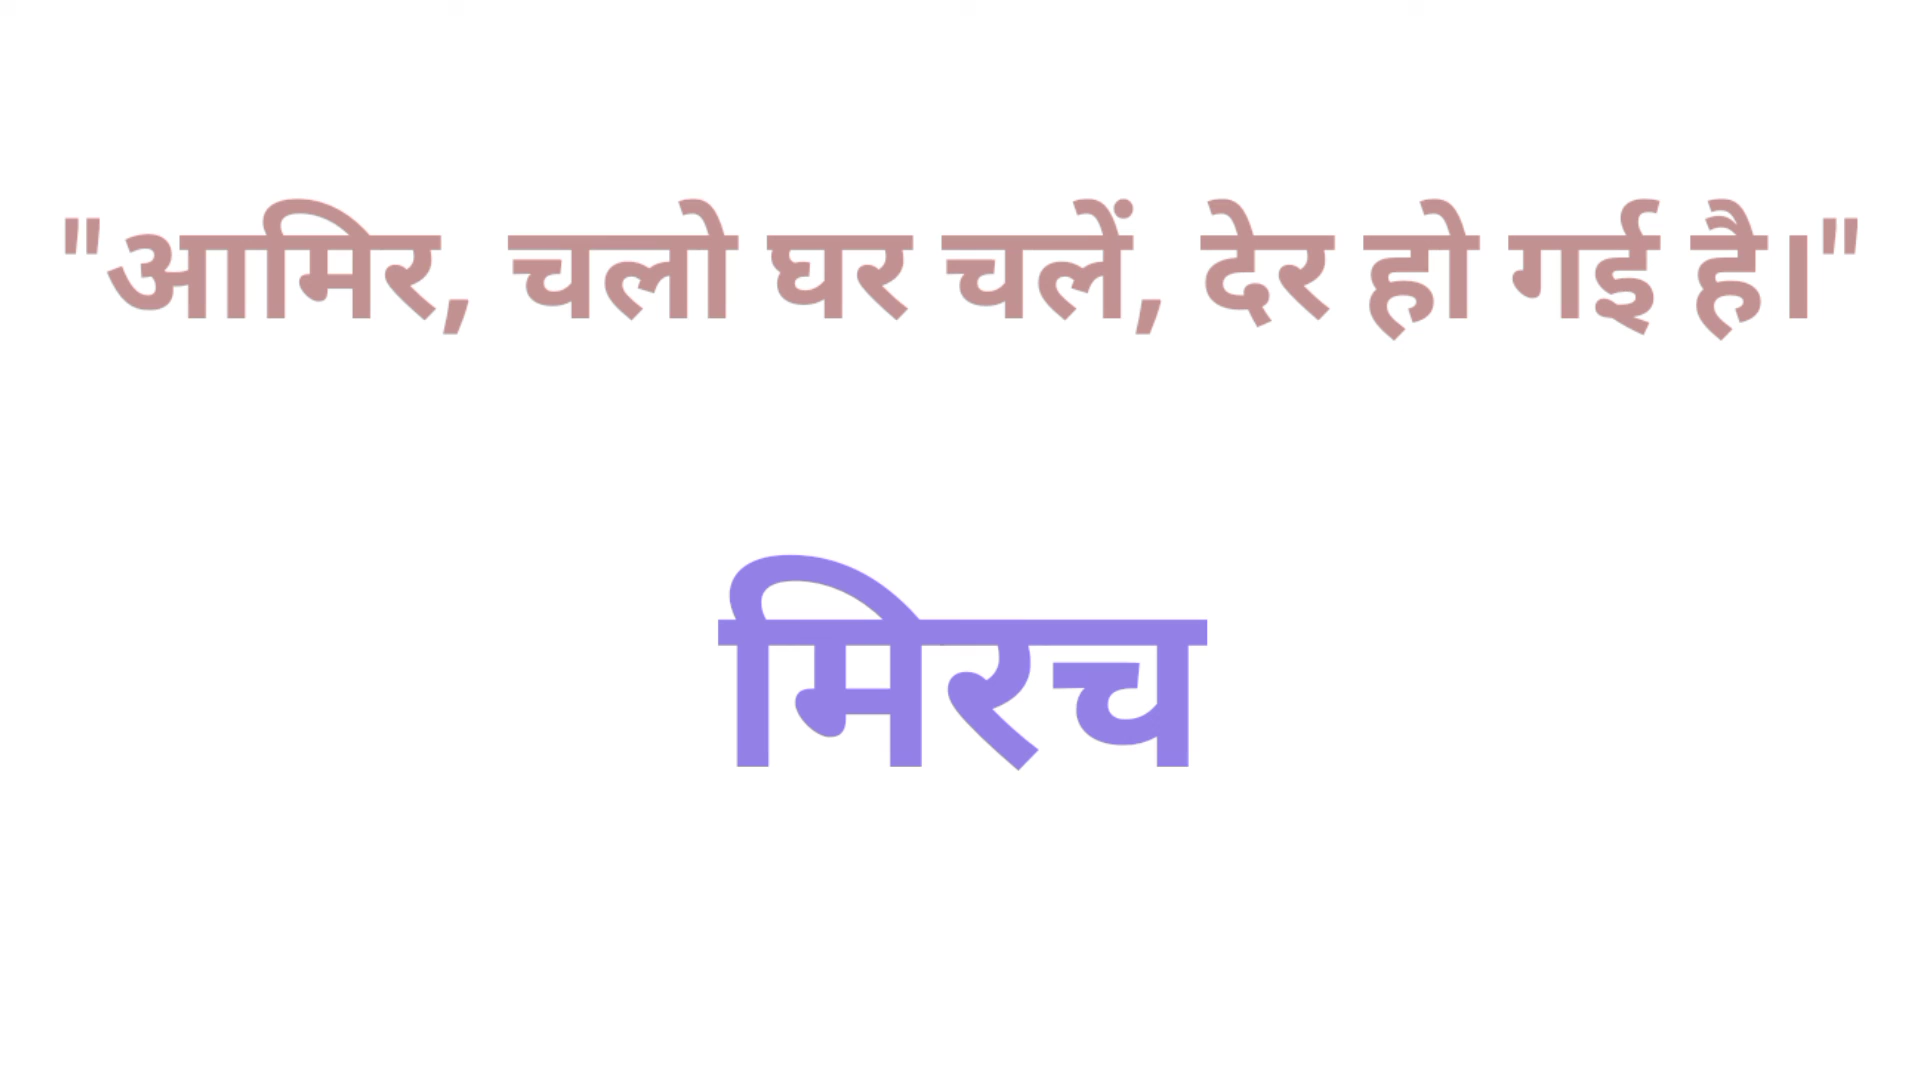 "आमिर, चलो घर चलें, देर हो गई है।"
मिरच